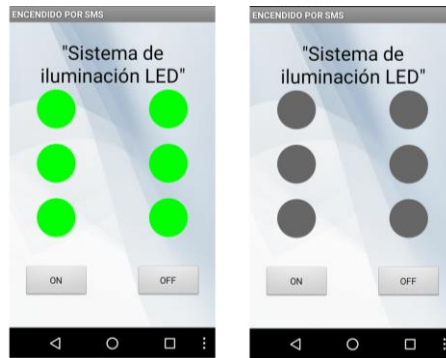 ENCENDIDO POR SMS
"Sistema de
iluminación LED"
ON OFF
ENCENDIDO POR SMS
"Sistema de
iluminación LED"
ON OFF